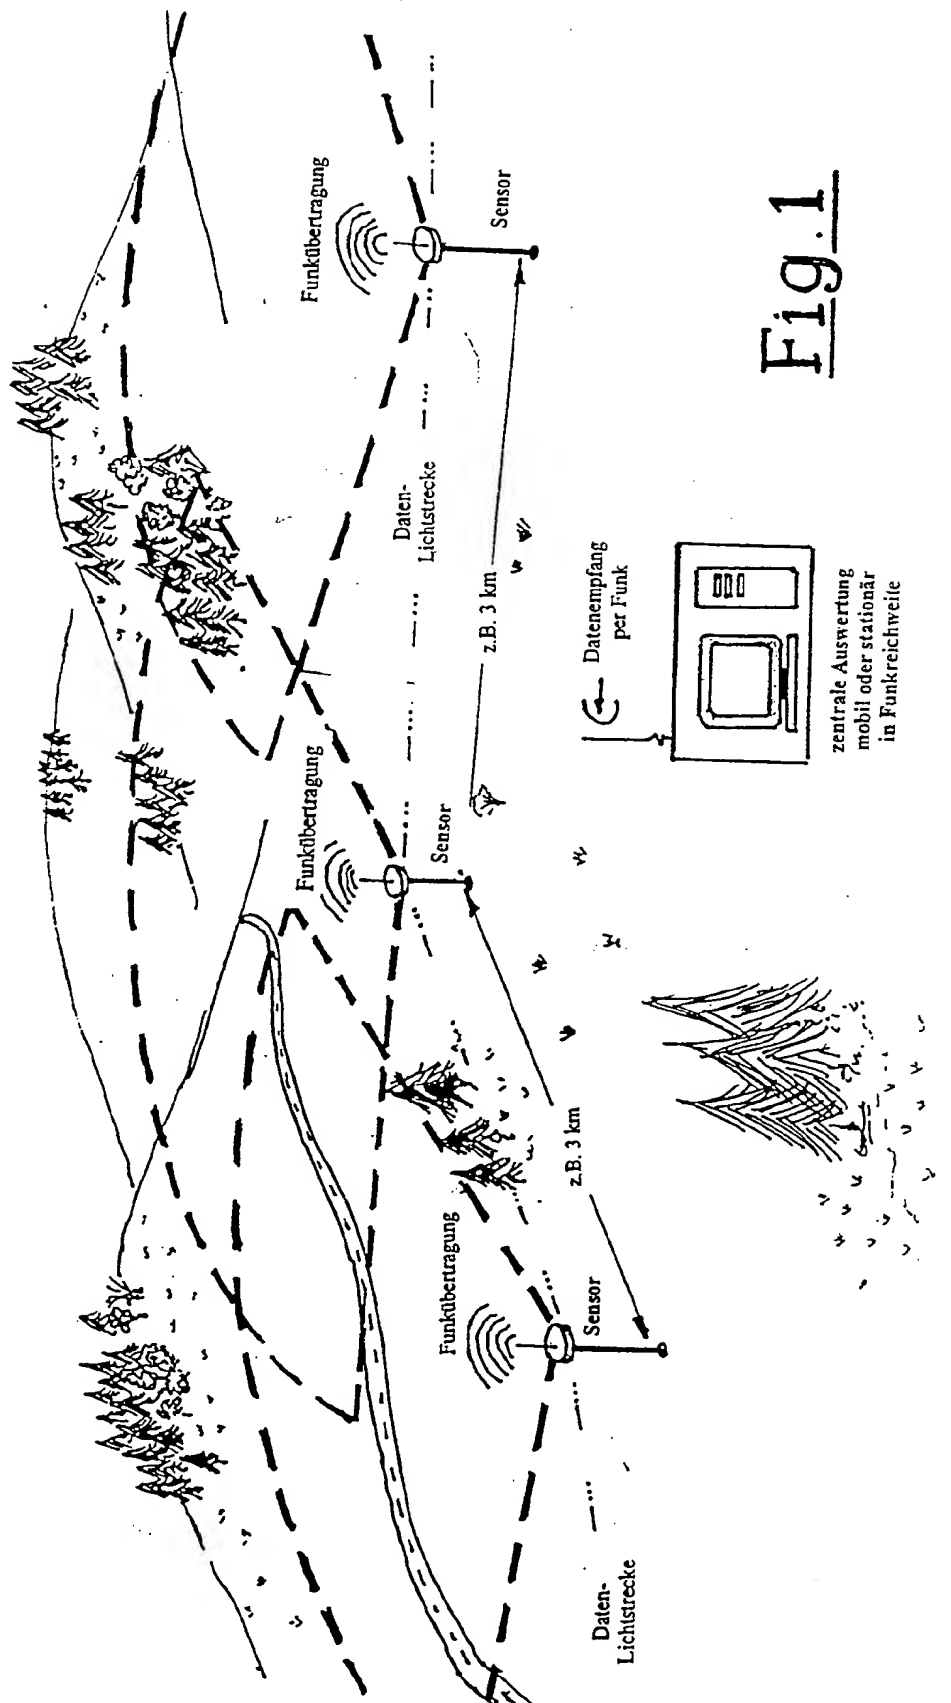 Funkübertragung
Sensor
Daten-
Lichtstrecke
z.B. 3 km
Funkübertragung
Sensor
z.B. 3 km
Funkübertragung
Sensor
Daten-
Lichtstrecke
Datenempfang
per Funk
zentrale Auswertung
mobil oder stationär
in Funkreichweite
Fig. 1